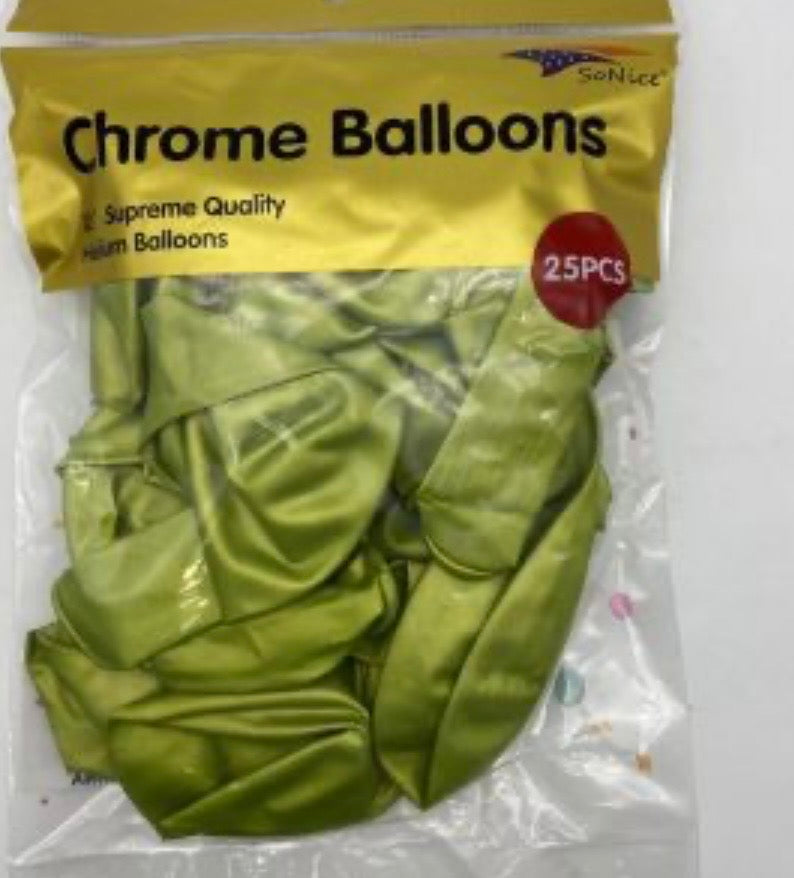 SoNice
Chrome Balloons
Supreme Quality
Balloons
25PCS